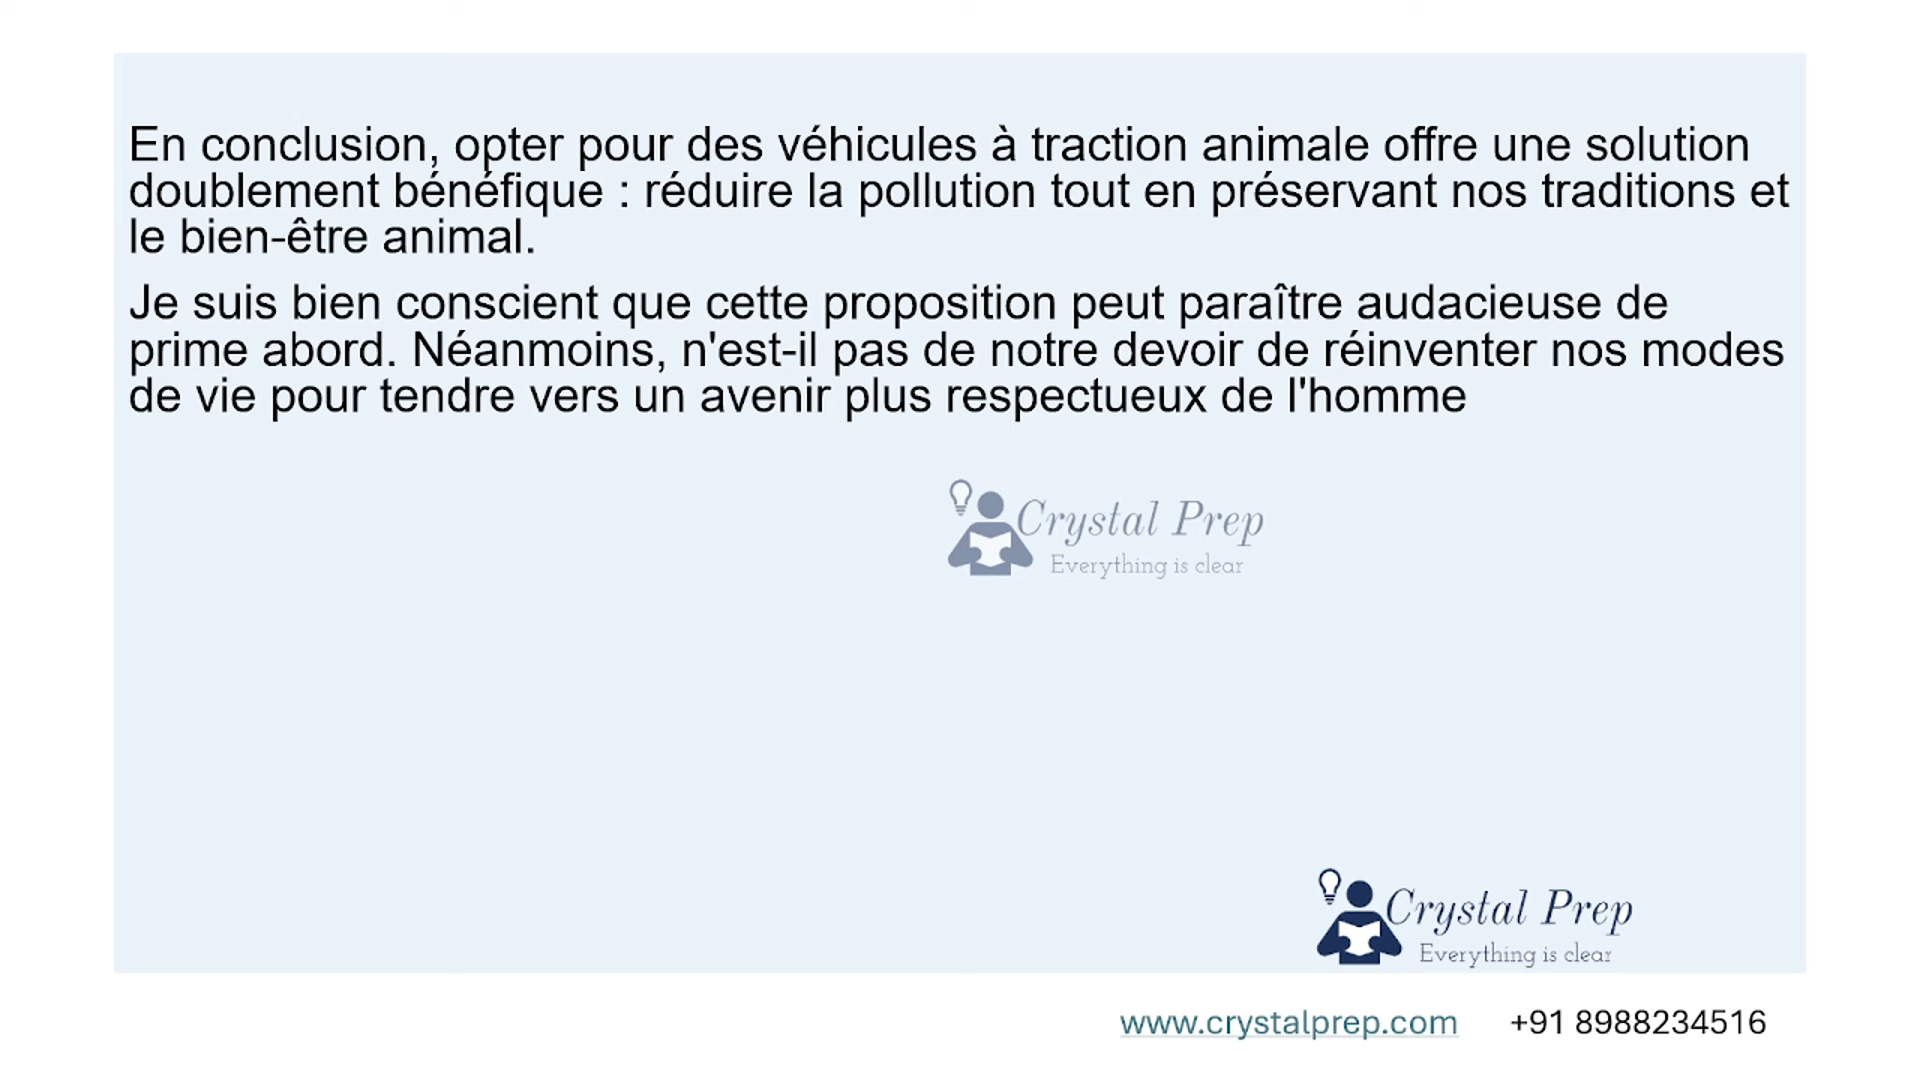 En conclusion, opter pour des véhicules à traction animale offre une solution
doublement bénéfique : réduire la pollution tout en préservant nos traditions et
le bien-être animal.
Je suis bien conscient que cette proposition peut paraître audacieuse de
prime abord. Néanmoins, n'est-il pas de notre devoir de réinventer nos modes
de vie pour tendre vers un avenir plus respectueux de l'homme
Crystal Prep
Everything is clear
Crystal Prep
Everything is clear
www.crystalprep.com +91 8988234516